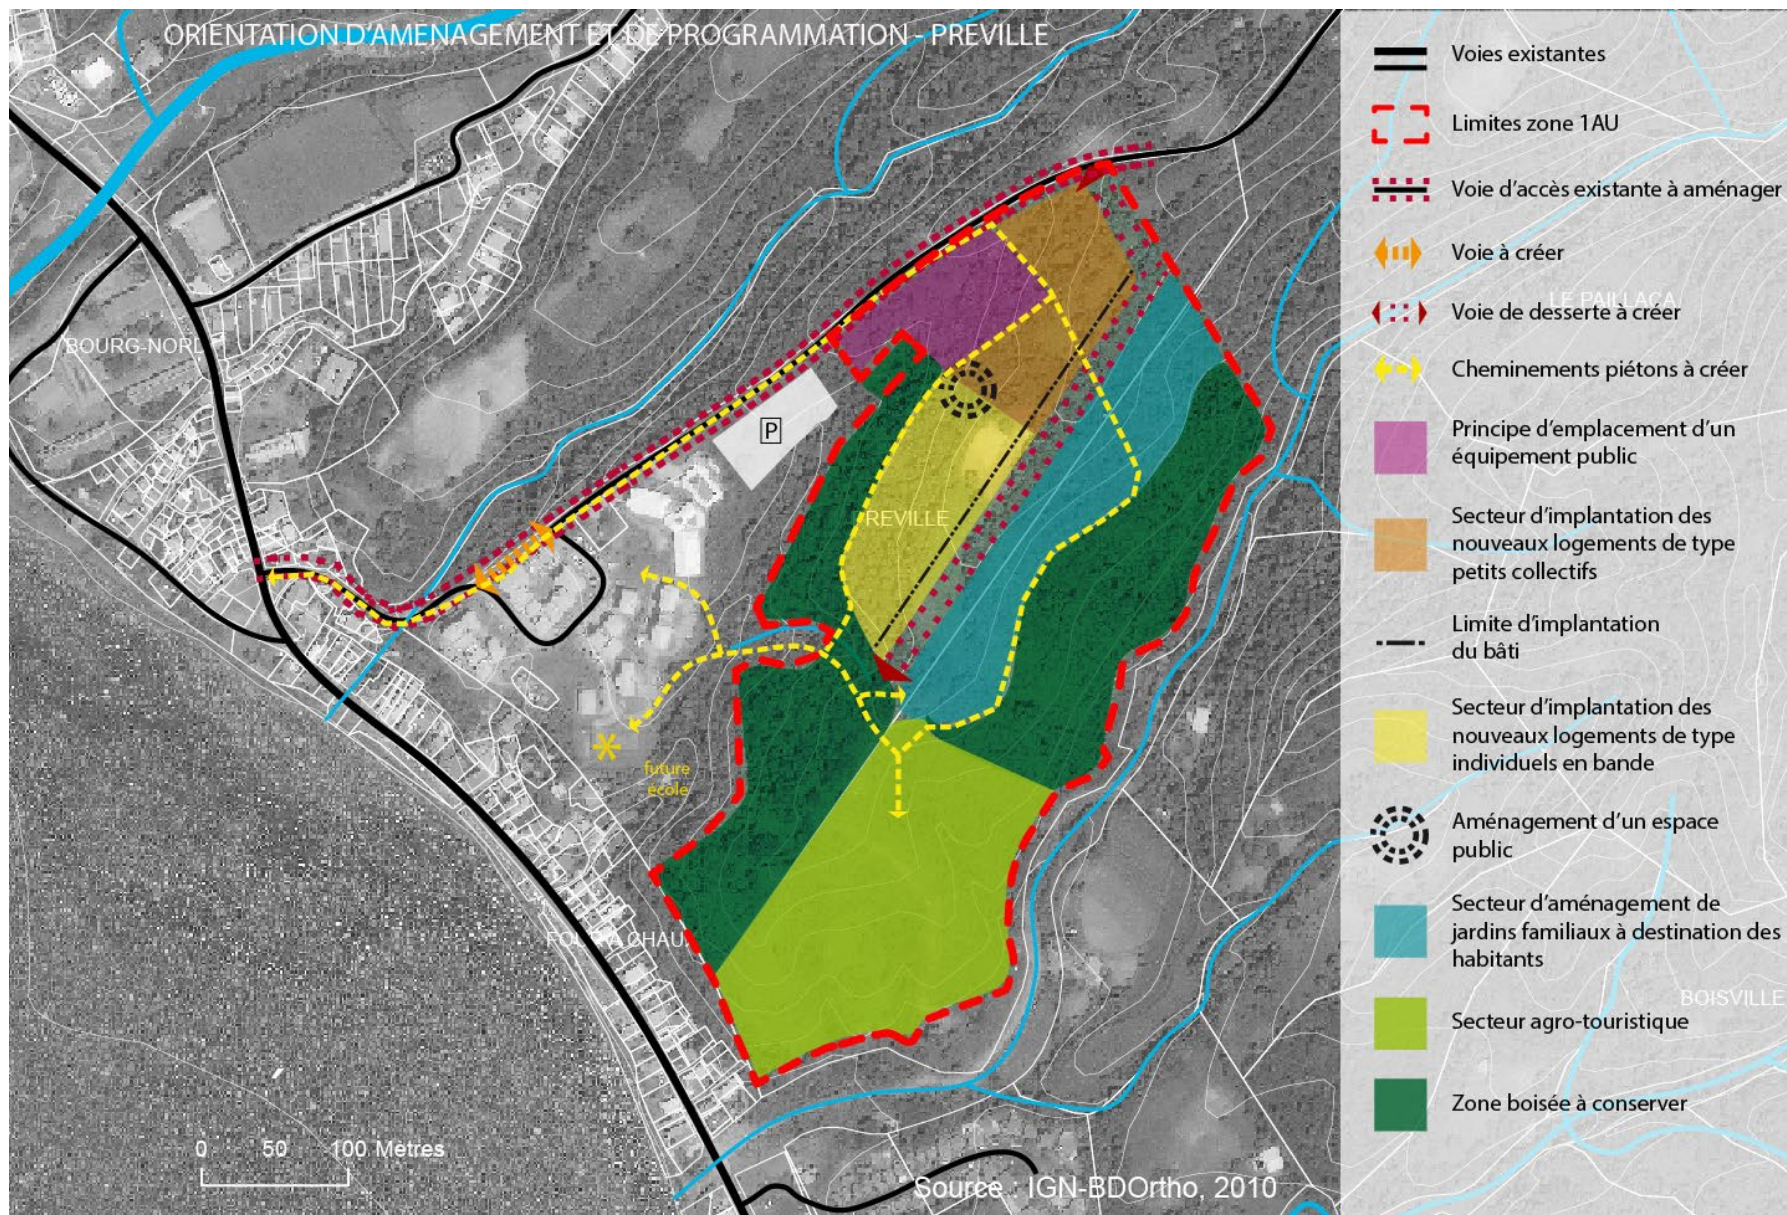 ORIENTATION D'AMENAGEMENT ET DE PROGRAMMATION - PREVILLE
BOURG-NORD
P
REVILLE
future
école
FOUR A CHAU
LE PAILLACA
BOISVILLE
0 50 100 Mètres
Source : IGN-BDOrtho, 2010
Voies existantes
Limites zone 1AU
Voie d'accès existante à aménager
Voie à créer
Voie de desserte à créer
Cheminements piétons à créer
Principe d'emplacement d'un
équipement public
Secteur d'implantation des
nouveaux logements de type
petits collectifs
Limite d'implantation
du bâti
Secteur d'implantation des
nouveaux logements de type
individuels en bande
Aménagement d'un espace
public
Secteur d'aménagement de
jardins familiaux à destination des
habitants
Secteur agro-touristique
Zone boisée à conserver